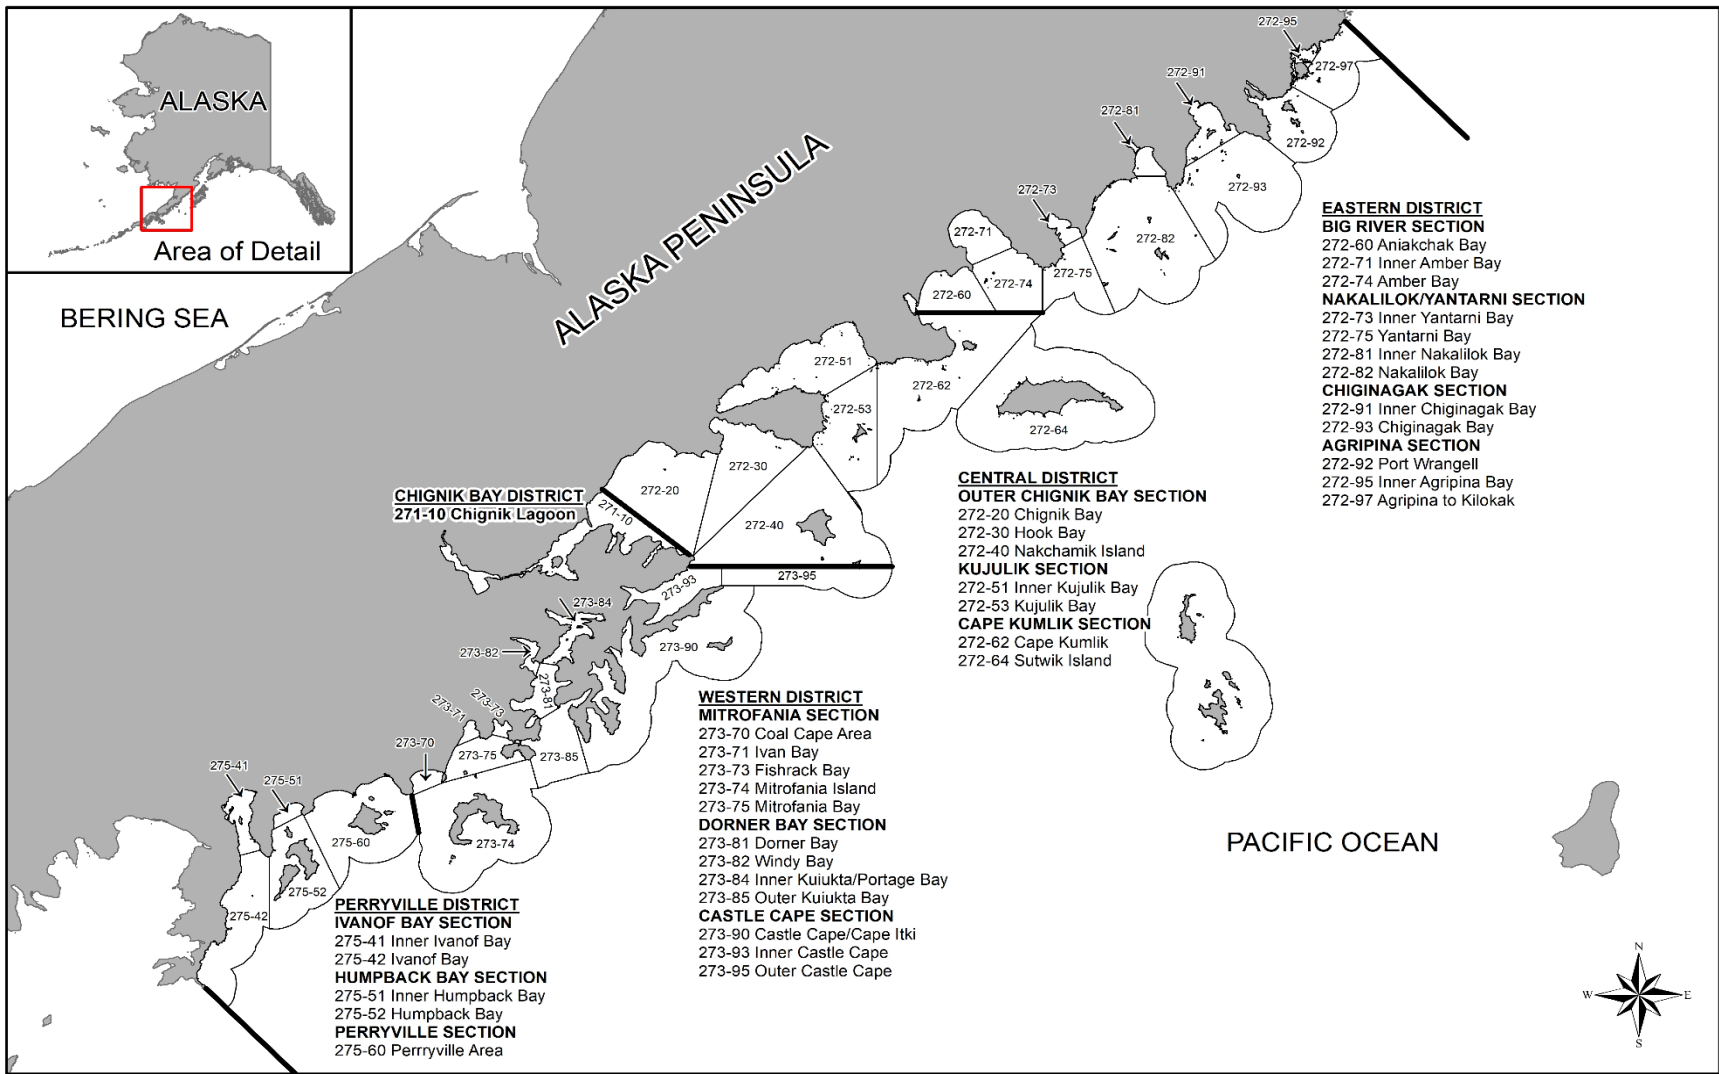 ALASKA
Area of Detail
BERING SEA
ALASKA PENINSULA
PACIFIC OCEAN
272-95
272-97
272-91
272-92
272-81
272-93
272-73
272-82
272-71
272-75
272-74
272-60
272-51
272-62
272-53
272-64
272-30
272-20
271-10
272-40
273-95
273-93
273-84
273-90
273-82
273-81
273-73
273-71
273-70
273-75
273-85
273-74
275-41
275-51
275-60
275-52
275-42
CHIGNIK BAY DISTRICT
271-10 Chignik Lagoon
EASTERN DISTRICT
BIG RIVER SECTION
272-60 Aniakchak Bay
272-71 Inner Amber Bay
272-74 Amber Bay
NAKALILOK/YANTARNI SECTION
272-73 Inner Yantarni Bay
272-75 Yantarni Bay
272-81 Inner Nakalilok Bay
272-82 Nakalilok Bay
CHIGINAGAK SECTION
272-91 Inner Chiginagak Bay
272-93 Chiginagak Bay
AGRIPINA SECTION
272-92 Port Wrangell
272-95 Inner Agripina Bay
272-97 Agripina to Kilokak
CENTRAL DISTRICT
OUTER CHIGNIK BAY SECTION
272-20 Chignik Bay
272-30 Hook Bay
272-40 Nakchamik Island
KUJULIK SECTION
272-51 Inner Kujulik Bay
272-53 Kujulik Bay
CAPE KUMLIK SECTION
272-62 Cape Kumlik
272-64 Sutwik Island
WESTERN DISTRICT
MITROFANIA SECTION
273-70 Coal Cape Area
273-71 Ivan Bay
273-73 Fishrack Bay
273-74 Mitrofania Island
273-75 Mitrofania Bay
DORNER BAY SECTION
273-81 Dorner Bay
273-82 Windy Bay
273-84 Inner Kuiukta/Portage Bay
273-85 Outer Kuiukta Bay
CASTLE CAPE SECTION
273-90 Castle Cape/Cape Itki
273-93 Inner Castle Cape
273-95 Outer Castle Cape
PERRYVILLE DISTRICT
IVANOF BAY SECTION
275-41 Inner Ivanof Bay
275-42 Ivanof Bay
HUMPBACK BAY SECTION
275-51 Inner Humpback Bay
275-52 Humpback Bay
PERRYVILLE SECTION
275-60 Perrryville Area
N
W
E
S